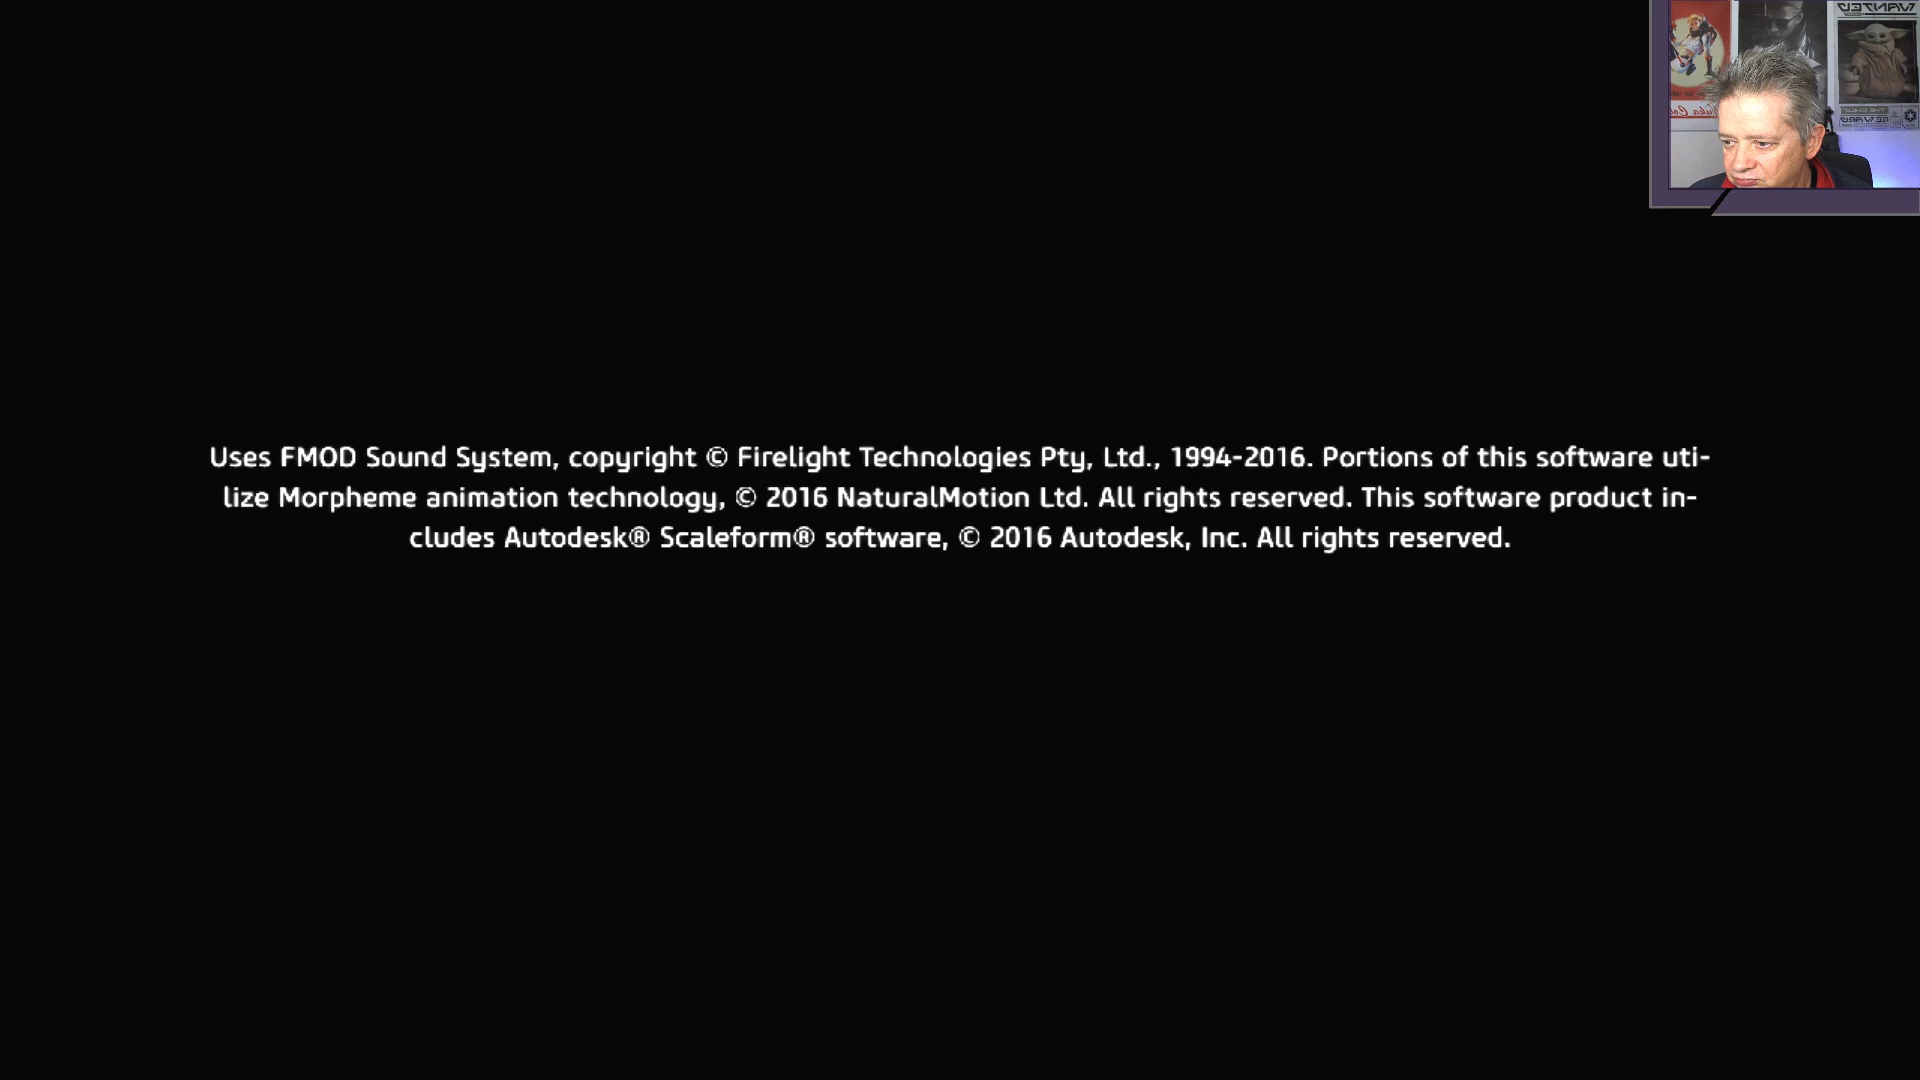 Uses FMOD Sound System, copyright © Firelight Technologies Pty, Ltd., 1994-2016. Portions of this software uti-
lize Morpheme animation technology, © 2016 NaturalMotion Ltd. All rights reserved. This software product in-
cludes Autodesk® Scaleform® software, © 2016 Autodesk, Inc. All rights reserved.
WANTED
REWARD